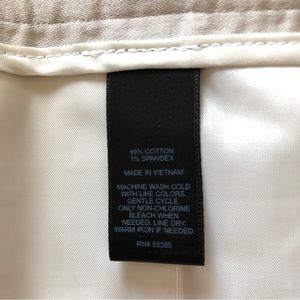 99% COTTON
1% SPANDEX
MADE IN VIETNAM
MACHINE WASH COLD
WITH LIKE COLORS.
GENTLE CYCLE.
ONLY NON-CHLORINE
BLEACH WHEN
NEEDED. LINE DRY.
WARM IRON IF NEEDED.
RN# 55285